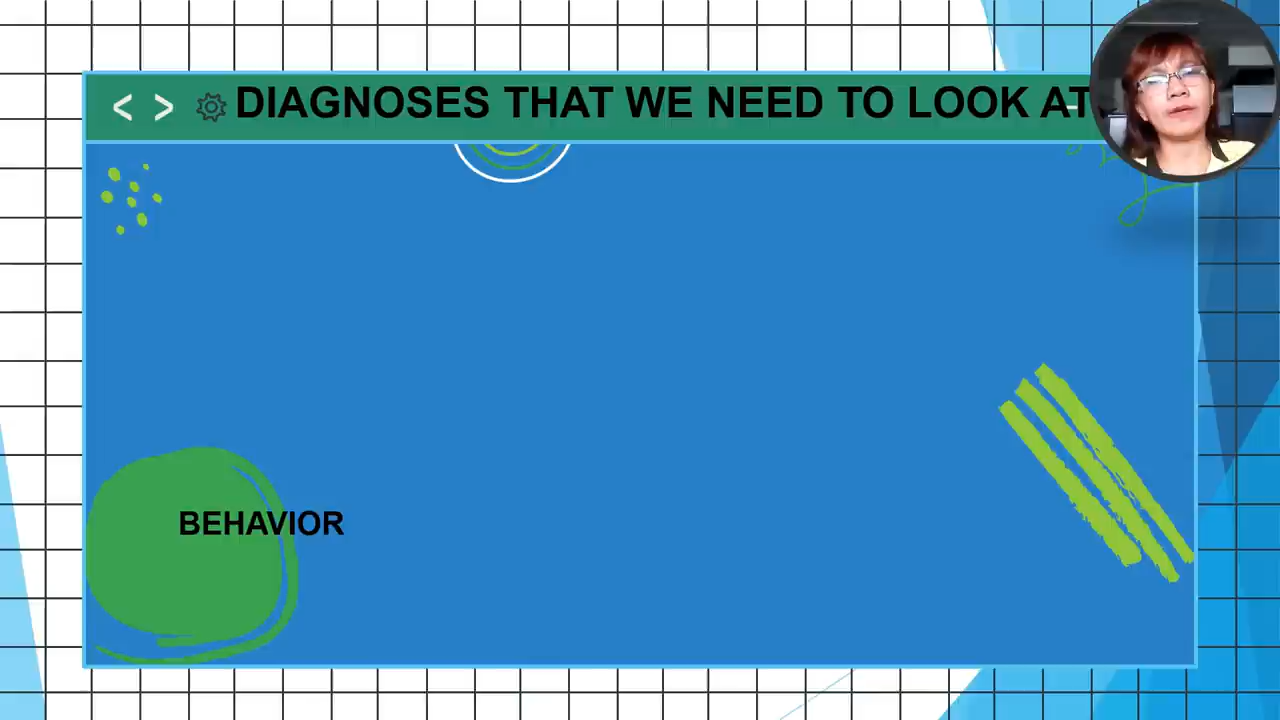 < > DIAGNOSES THAT WE NEED TO LOOK AT
BEHAVIOR